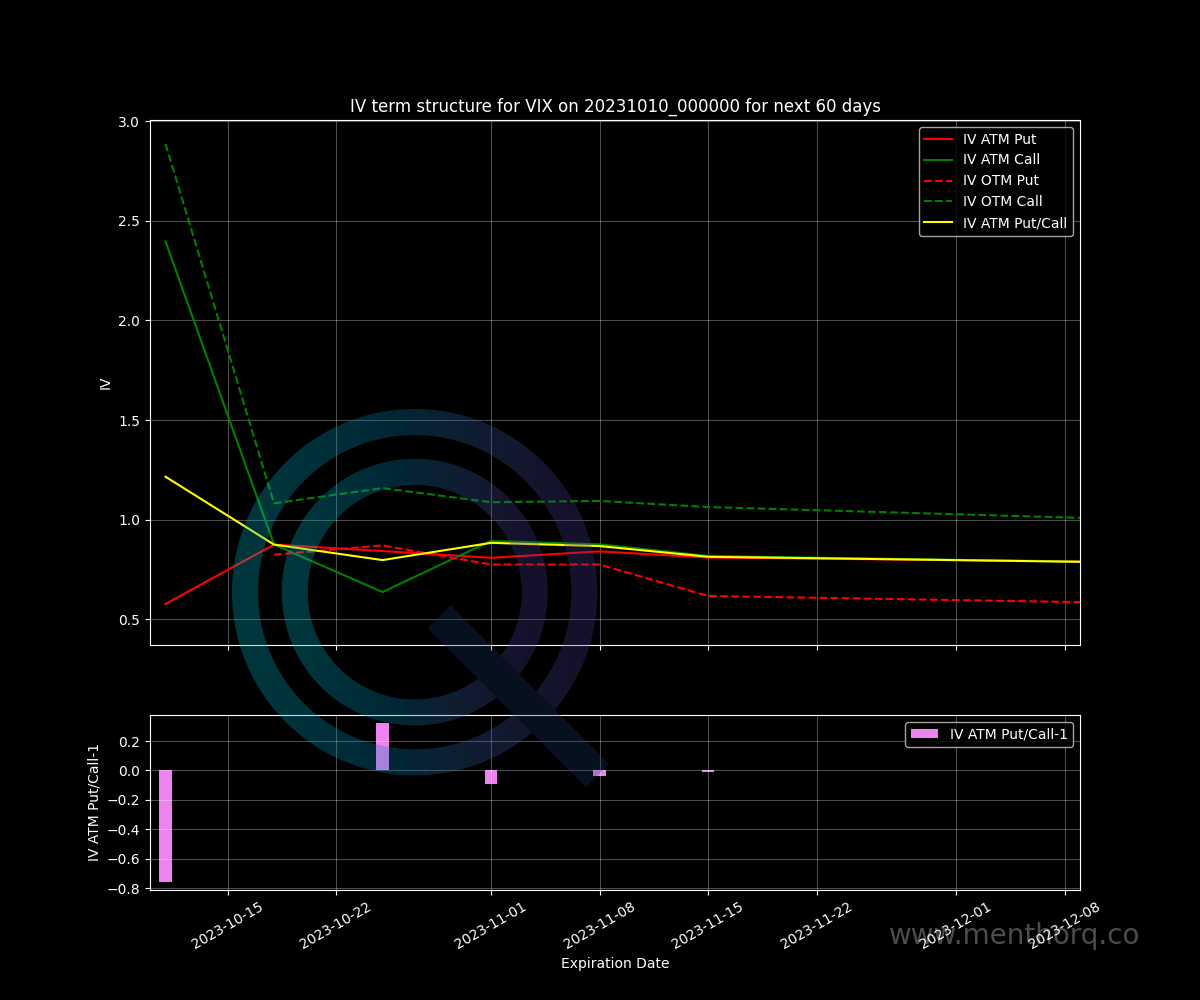 IV term structure for VIX on 20231010_000000 for next 60 days
3.0
2.5
2.0
1.5
1.0
0.5
IV
IV ATM Put
IV ATM Call
IV OTM Put
IV OTM Call
IV ATM Put/Call
0.2
0.0
−0.2
−0.4
−0.6
−0.8
IV ATM Put/Call-1
IV ATM Put/Call-1
2023-10-15
2023-10-22
2023-11-01
2023-11-08
2023-11-15
2023-11-22
2023-12-01
2023-12-08
Expiration Date
www.menthorq.co